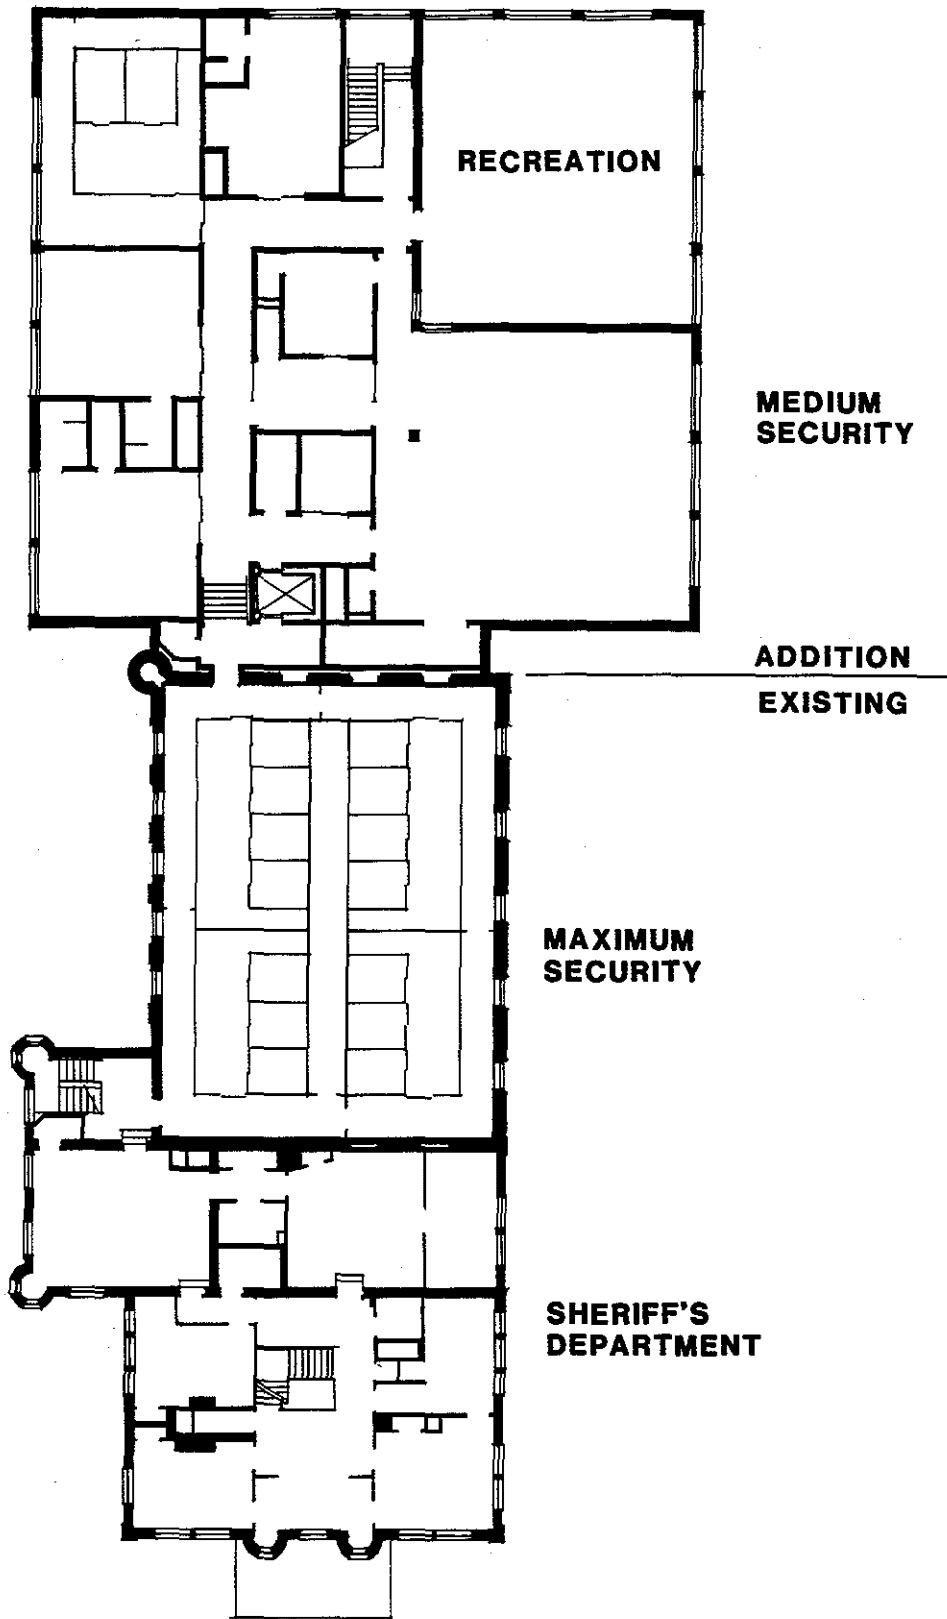 RECREATION
MEDIUM
SECURITY
ADDITION
EXISTING
MAXIMUM
SECURITY
SHERIFF'S
DEPARTMENT